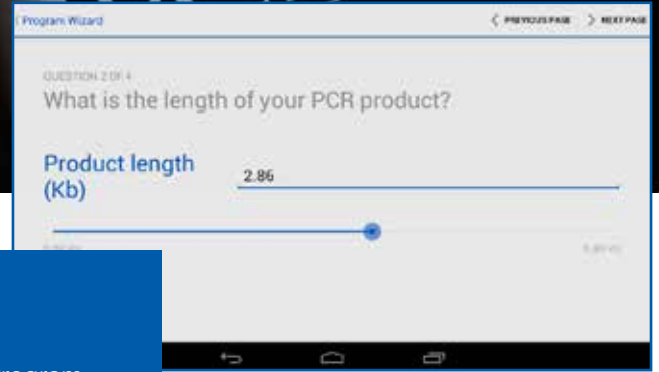 Program Wizard
PREVIOUS PAGE NEXT PAGE
QUESTION 2 OF 4
What is the length of your PCR product?
Product length
(Kb)
2.86